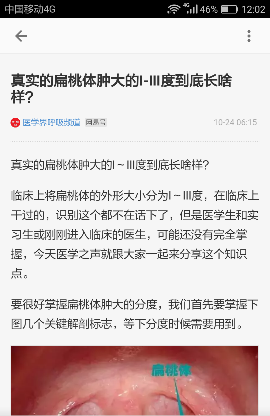 中国移动4G 4G 46% 12:02
真实的扁桃体肿大的I-III度到底长啥
样?
医学界呼吸频道 网易号 10-24 06:15
真实的扁桃体肿大的I～III度到底长啥样?
临床上将扁桃体的外形大小分为I～III度，在临床上
干过的，识别这个都不在话下了，但是医学生和实
习生或刚刚进入临床的医生，可能还没有完全掌
握，今天医学之声就跟大家一起来分享这个知识
点。
要很好掌握扁桃体肿大的分度，我们首先要掌握下
图几个关键解剖标志，等下分度时候需要用到。
扁桃体